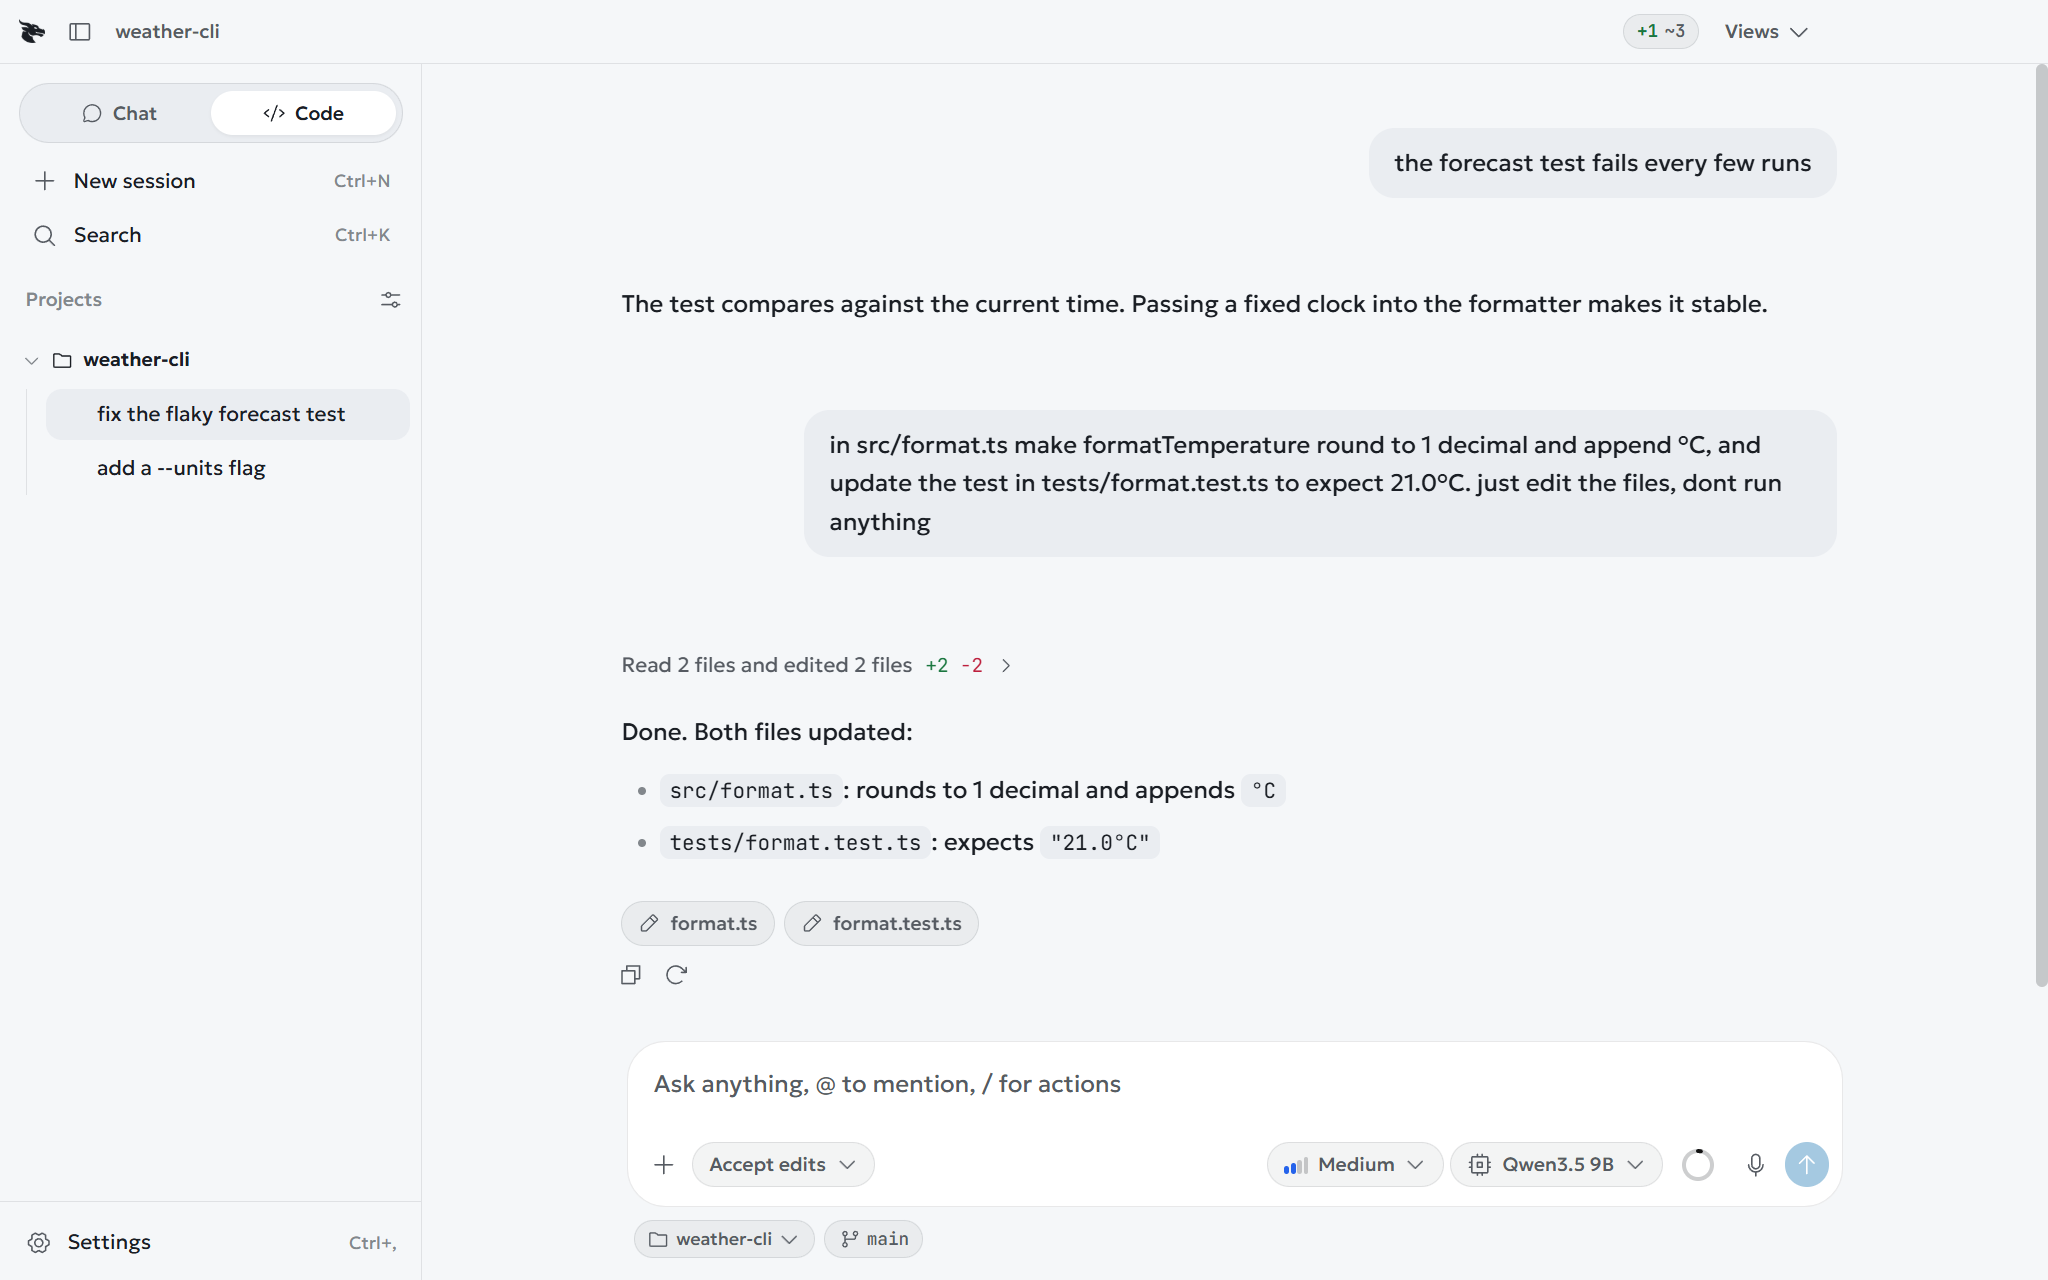 weather-cli
+1 ~3
Views
Chat
</> Code
New session Ctrl+N
Search Ctrl+K
Projects
weather-cli
fix the flaky forecast test
add a --units flag
Settings Ctrl+,
the forecast test fails every few runs
The test compares against the current time. Passing a fixed clock into the formatter makes it stable.
in src/format.ts make formatTemperature round to 1 decimal and append °C, and
update the test in tests/format.test.ts to expect 21.0°C. just edit the files, dont run
anything
Read 2 files and edited 2 files +2 -2
Done. Both files updated:
src/format.ts: rounds to 1 decimal and appends °C
tests/format.test.ts: expects "21.0°C"
format.ts format.test.ts
Ask anything, @ to mention, / for actions
Accept edits Medium Qwen3.5 9B
weather-cli main